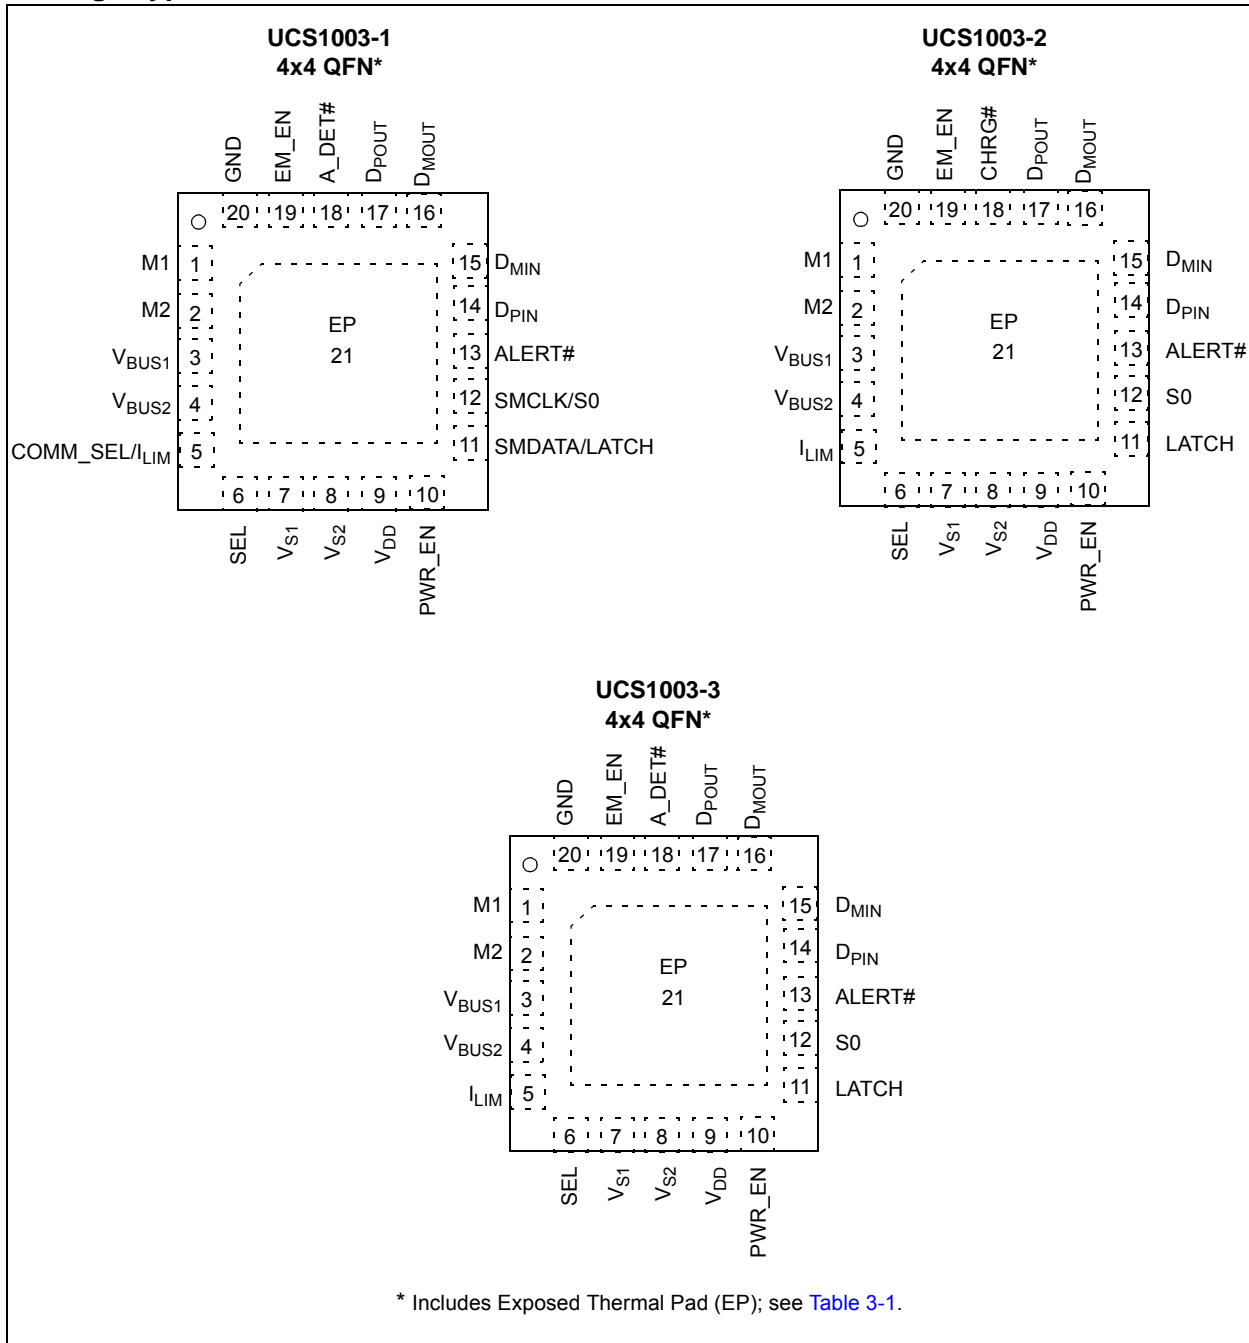 UCS1003-1
4x4 QFN*
GND
EM_EN
A_DET#
DPOUT
DMOUT
20 19 18 17 16
M1 1
M2 2
VBUS1 3
VBUS2 4
COMM_SEL/ILIM 5
EP
21
15 DMIN
14 DPIN
13 ALERT#
12 SMCLK/S0
11 SMDATA/LATCH
6 7 8 9 10
SEL
VS1
VS2
VDD
PWR_EN
UCS1003-2
4x4 QFN*
GND
EM_EN
CHRG#
DPOUT
DMOUT
20 19 18 17 16
M1 1
M2 2
VBUS1 3
VBUS2 4
ILIM 5
EP
21
15 DMIN
14 DPIN
13 ALERT#
12 S0
11 LATCH
6 7 8 9 10
SEL
VS1
VS2
VDD
PWR_EN
UCS1003-3
4x4 QFN*
GND
EM_EN
A_DET#
DPOUT
DMOUT
20 19 18 17 16
M1 1
M2 2
VBUS1 3
VBUS2 4
ILIM 5
EP
21
15 DMIN
14 DPIN
13 ALERT#
12 S0
11 LATCH
6 7 8 9 10
SEL
VS1
VS2
VDD
PWR_EN
* Includes Exposed Thermal Pad (EP); see Table 3-1.